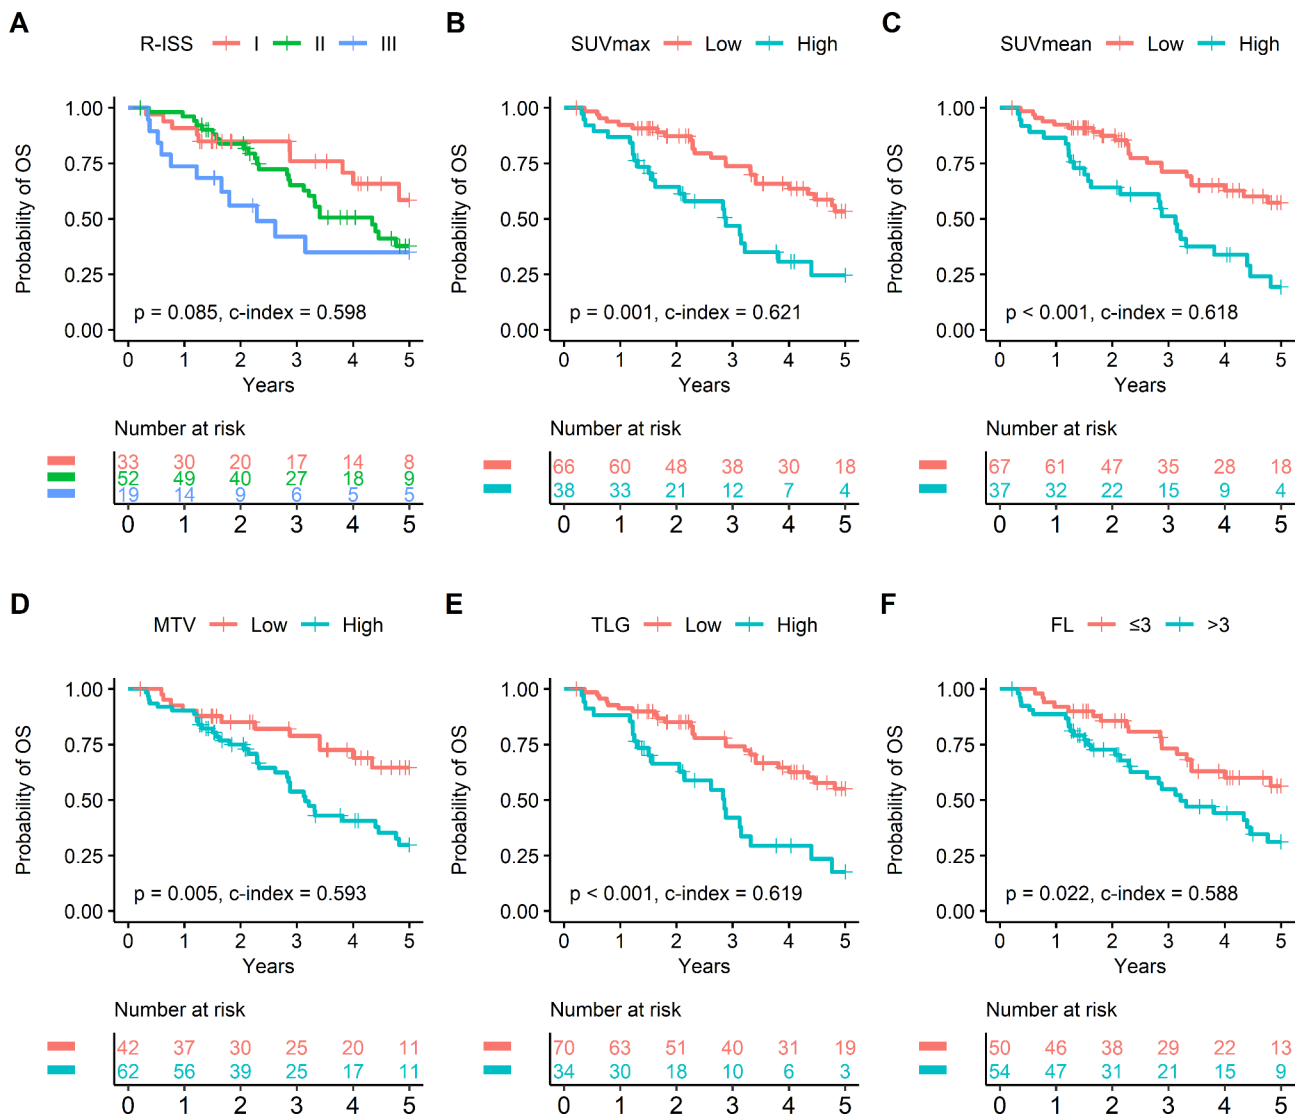 A
R-ISS I II III
1.00
0.75
0.50
0.25
0.00
Probability of OS
p = 0.085, c-index = 0.598
0 1 2 3 4 5
Years
Number at risk
33 30 20 17 14 8
52 49 40 27 18 9
19 14 9 6 5 5
0 1 2 3 4 5
B
SUVmax Low High
1.00
0.75
0.50
0.25
0.00
Probability of OS
p = 0.001, c-index = 0.621
0 1 2 3 4 5
Years
Number at risk
66 60 48 38 30 18
38 33 21 12 7 4
0 1 2 3 4 5
C
SUVmean Low High
1.00
0.75
0.50
0.25
0.00
Probability of OS
p < 0.001, c-index = 0.618
0 1 2 3 4 5
Years
Number at risk
67 61 47 35 28 18
37 32 22 15 9 4
0 1 2 3 4 5
D
MTV Low High
1.00
0.75
0.50
0.25
0.00
Probability of OS
p = 0.005, c-index = 0.593
0 1 2 3 4 5
Years
Number at risk
42 37 30 25 20 11
62 56 39 25 17 11
0 1 2 3 4 5
E
TLG Low High
1.00
0.75
0.50
0.25
0.00
Probability of OS
p < 0.001, c-index = 0.619
0 1 2 3 4 5
Years
Number at risk
70 63 51 40 31 19
34 30 18 10 6 3
0 1 2 3 4 5
F
FL ≤3 >3
1.00
0.75
0.50
0.25
0.00
Probability of OS
p = 0.022, c-index = 0.588
0 1 2 3 4 5
Years
Number at risk
50 46 38 29 22 13
54 47 31 21 15 9
0 1 2 3 4 5